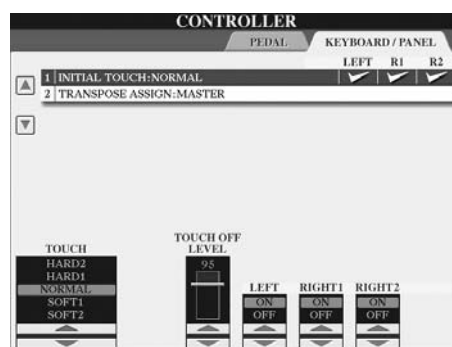 CONTROLLER
PEDAL KEYBOARD / PANEL
LEFT R1 R2
1 INITIAL TOUCH:NORMAL
2 TRANSPOSE ASSIGN:MASTER
TOUCH
HARD2
HARD1
NORMAL
SOFT1
SOFT2
TOUCH OFF
LEVEL
95
LEFT
ON
OFF
RIGHT1
ON
OFF
RIGHT2
ON
OFF